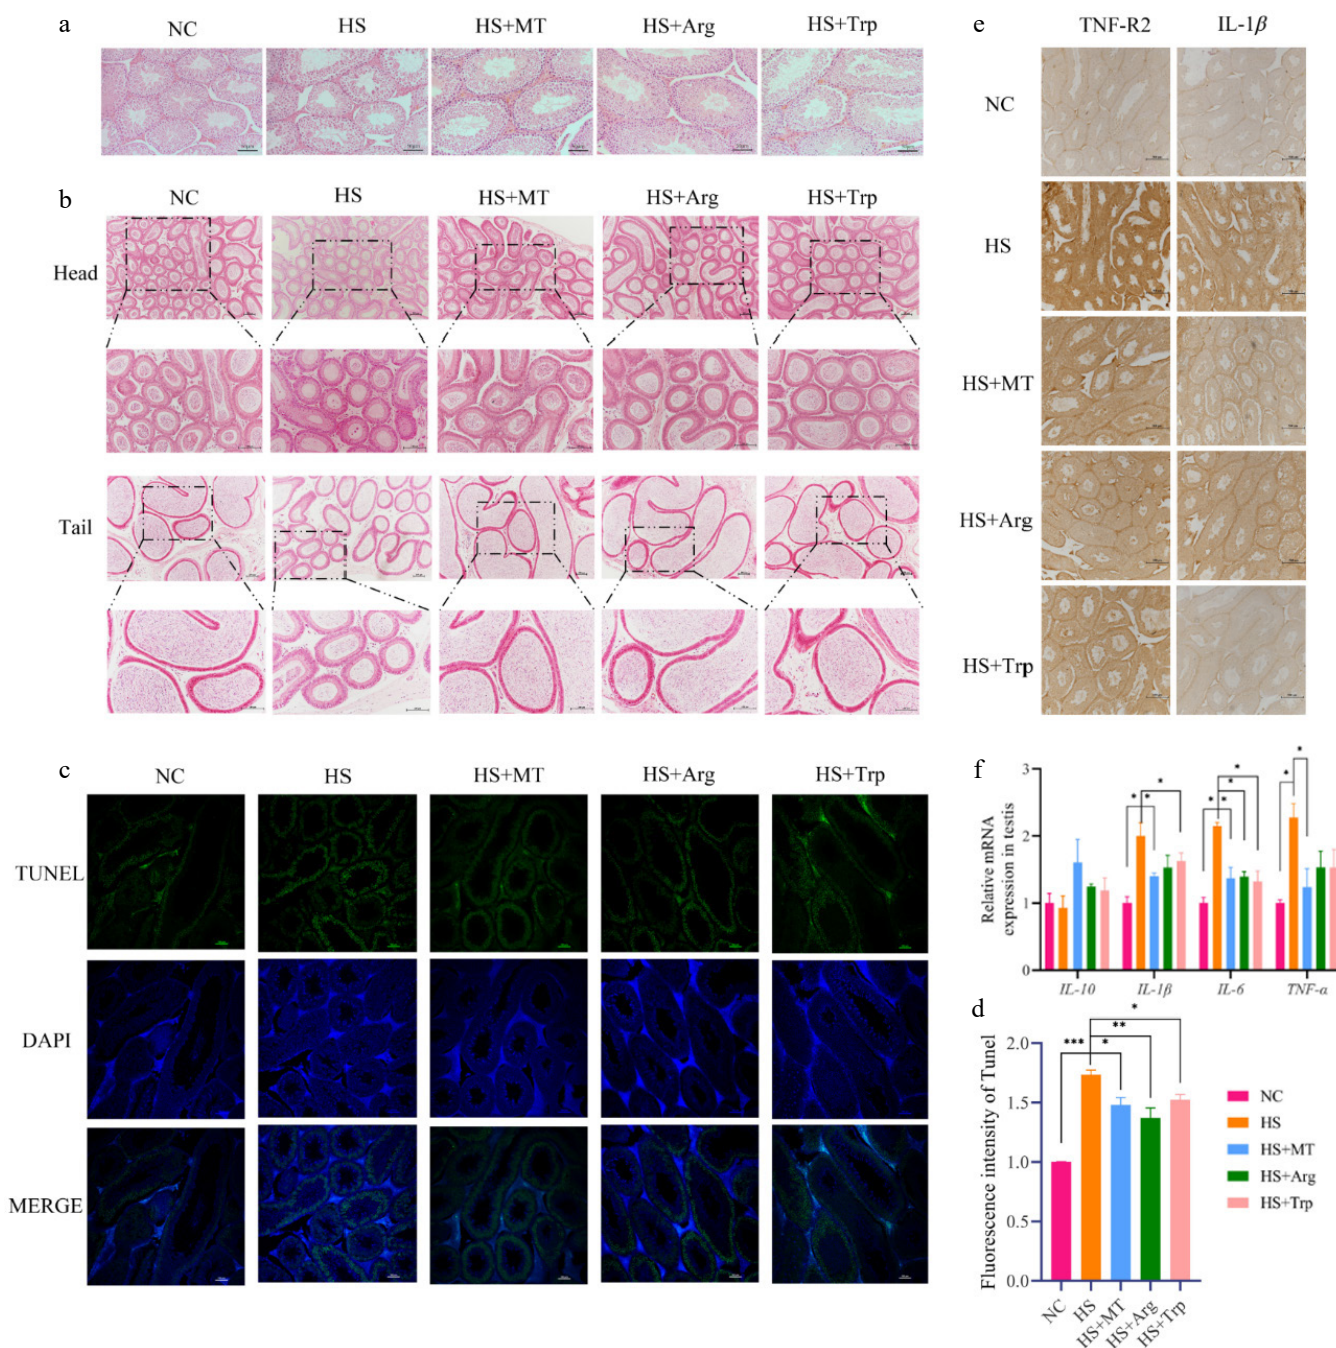 a
NC
HS
HS+MT
HS+Arg
HS+Trp
b
NC
HS
HS+MT
HS+Arg
HS+Trp
Head
Tail
c
NC
HS
HS+MT
HS+Arg
HS+Trp
TUNEL
DAPI
MERGE
e
TNF-R2
IL-1β
NC
HS
HS+MT
HS+Arg
HS+Trp
f
Relative mRNA
expression in testis
3
2
1
0
* * * *
* * * * *
* *
IL-10
IL-1β
IL-6
TNF-α
d
Fluorescence intensity of Tunel
2.0
1.5
1.0
0.5
0.0
*
**
*** *
NC
HS
HS+MT
HS+Arg
HS+Trp
NC
HS
HS+MT
HS+Arg
HS+Trp